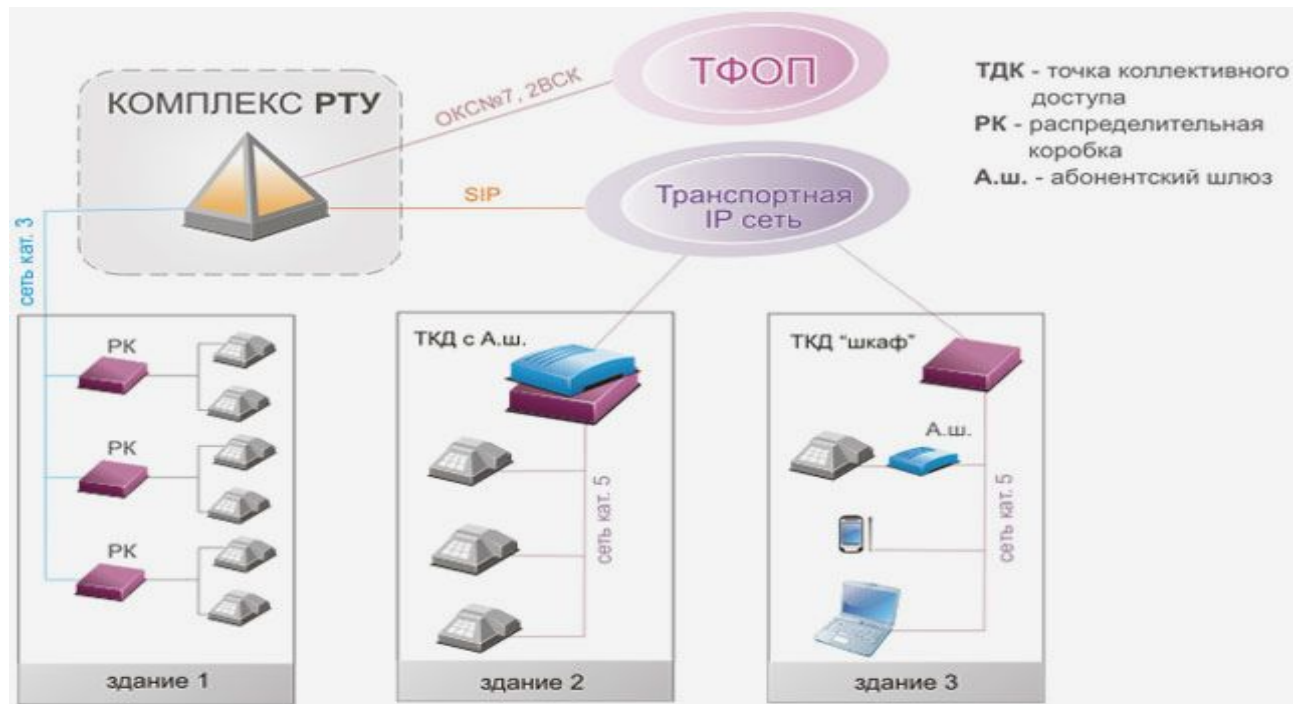 КОМПЛЕКС РТУ
ТФОП
ОКС№7, 2ВСК
SIP
Транспортная
IP сеть
ТДК - точка коллективного
доступа
РК - распределительная
коробка
А.ш. - абонентский шлюз
сеть кат. 3
РК
РК
РК
здание 1
ТКД с А.ш.
сеть кат. 5
здание 2
ТКД "шкаф"
А.ш.
сеть кат. 5
здание 3